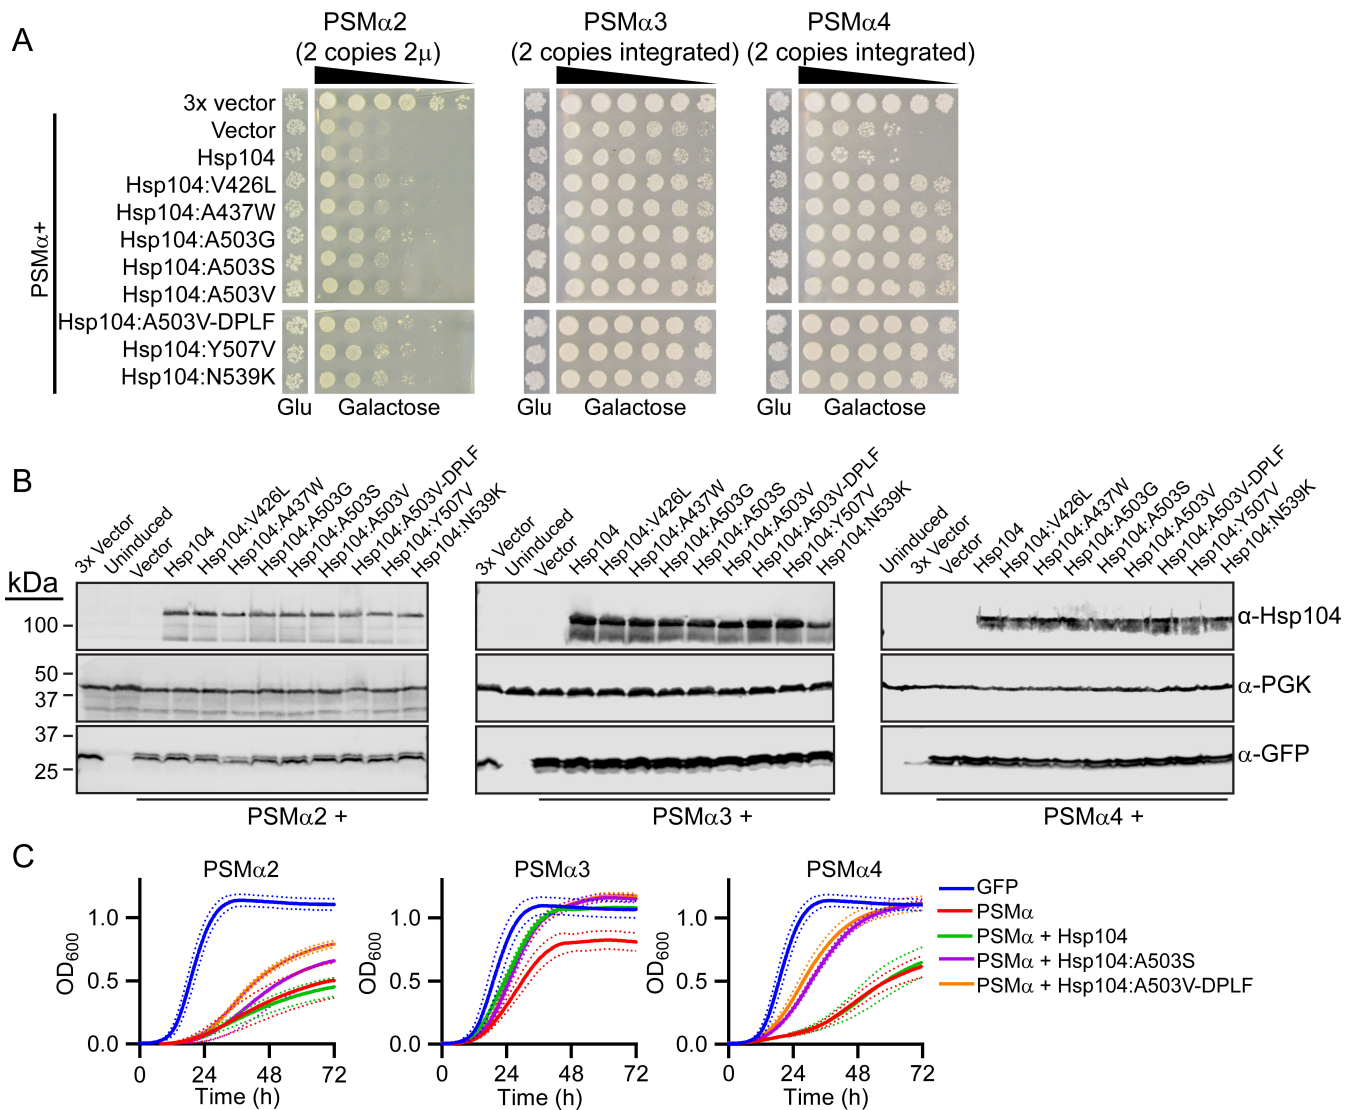 A
PSMα2
(2 copies 2μ)
PSMα3
(2 copies integrated)
PSMα4
(2 copies integrated)
3x vector
Vector
Hsp104
Hsp104:V426L
Hsp104:A437W
Hsp104:A503G
Hsp104:A503S
Hsp104:A503V
Hsp104:A503V-DPLF
Hsp104:Y507V
Hsp104:N539K
PSMα+
Glu
Galactose
Glu
Galactose
Glu
Galactose
B
3x Vector
Uninduced
Vector
Hsp104
Hsp104:V426L
Hsp104:A437W
Hsp104:A503G
Hsp104:A503S
Hsp104:A503V
Hsp104:A503V-DPLF
Hsp104:Y507V
Hsp104:N539K
3x Vector
Uninduced
Vector
Hsp104
Hsp104:V426L
Hsp104:A437W
Hsp104:A503G
Hsp104:A503S
Hsp104:A503V
Hsp104:A503V-DPLF
Hsp104:Y507V
Hsp104:N539K
Uninduced
3x Vector
Vector
Hsp104
Hsp104:V426L
Hsp104:A437W
Hsp104:A503G
Hsp104:A503S
Hsp104:A503V
Hsp104:A503V-DPLF
Hsp104:Y507V
Hsp104:N539K
kDa
100
50
37
37
25
α-Hsp104
α-PGK
α-GFP
PSMα2 +
PSMα3 +
PSMα4 +
C
PSMα2
OD600
1.0
0.5
0.0
0
24
48
72
Time (h)
PSMα3
OD600
1.0
0.5
0.0
0
24
48
72
Time (h)
PSMα4
OD600
1.0
0.5
0.0
0
24
48
72
Time (h)
GFP
PSMα
PSMα + Hsp104
PSMα + Hsp104:A503S
PSMα + Hsp104:A503V-DPLF